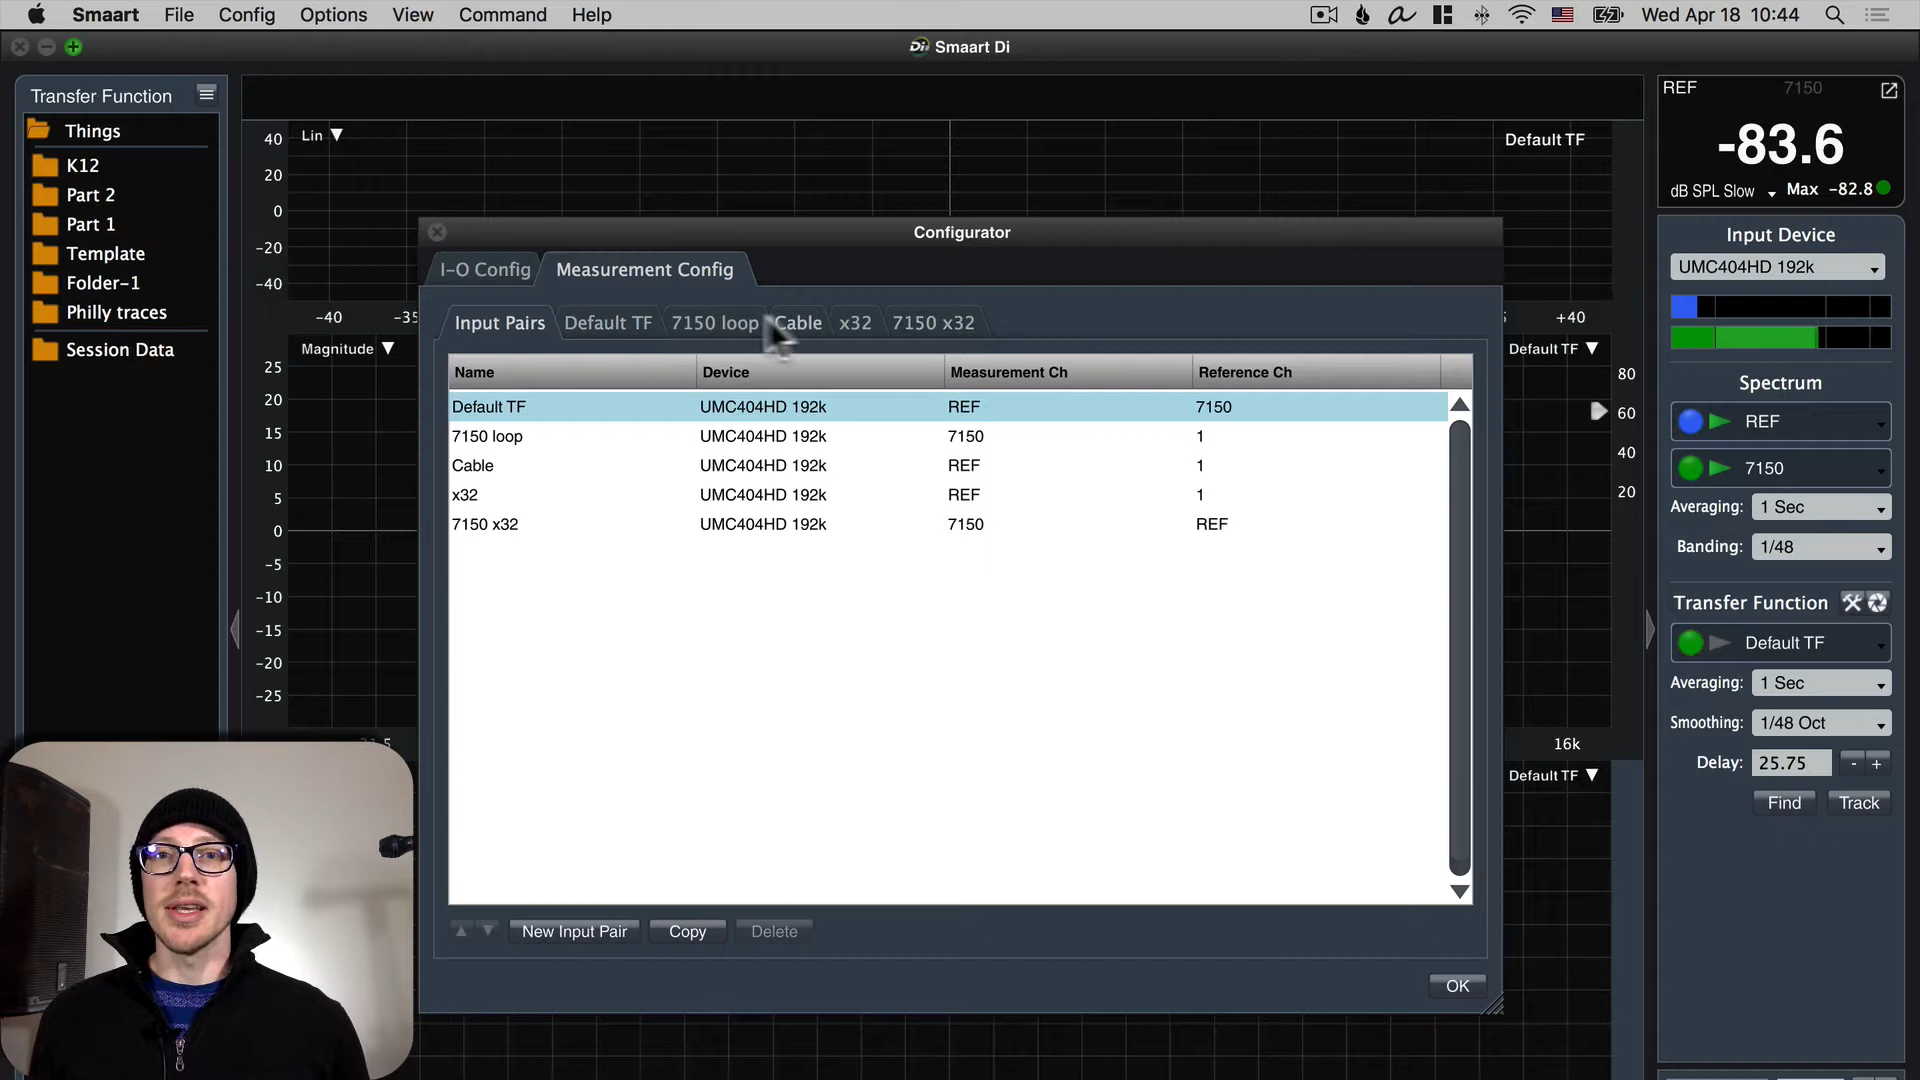 Smaart File Config Options View Command Help Wed Apr 18 10:44
Di Smaart Di
Transfer Function
Things
K12
Part 2
Part 1
Template
Folder-1
Philly traces
Session Data
Lin
Default TF
40
20
0
-20
-40
-40 +40
Magnitude
Default TF
25
20
15
10
5
0
-5
-10
-15
-20
-25
80
60
40
20
16k
Default TF
Configurator
I-O Config Measurement Config
Input Pairs Default TF 7150 loop Cable x32 7150 x32
Name Device Measurement Ch Reference Ch
Default TF UMC404HD 192k REF 7150
7150 loop UMC404HD 192k 7150 1
Cable UMC404HD 192k REF 1
x32 UMC404HD 192k REF 1
7150 x32 UMC404HD 192k 7150 REF
New Input Pair Copy Delete
OK
REF 7150
-83.6
dB SPL Slow Max -82.8
Input Device
UMC404HD 192k
Spectrum
REF
7150
Averaging: 1 Sec
Banding: 1/48
Transfer Function
Default TF
Averaging: 1 Sec
Smoothing: 1/48 Oct
Delay: 25.75 - +
Find Track